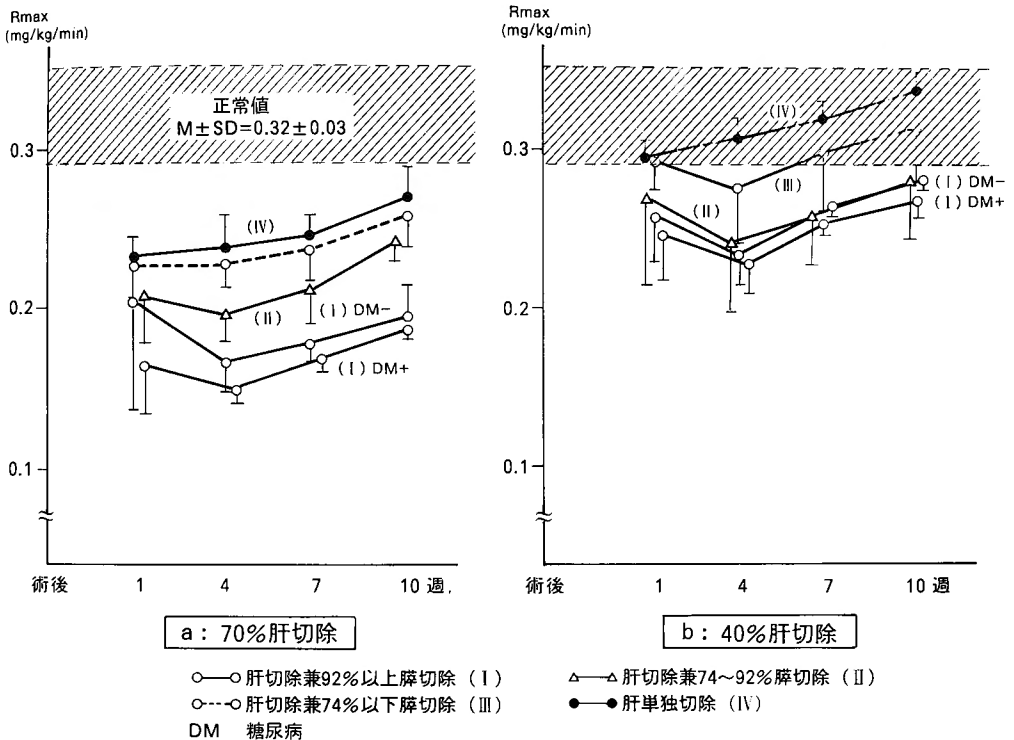 Rmax
(mg/kg/min)
正常値
M±SD=0.32±0.03
0.3
0.2
0.1
(Ⅳ)
(Ⅱ)
(Ⅰ) DM−
(Ⅰ) DM+
術後 1 4 7 10 週.
a: 70%肝切除
Rmax
(mg/kg/min)
0.3
0.2
0.1
(Ⅳ)
(Ⅲ)
(Ⅱ)
(Ⅰ) DM−
(Ⅰ) DM+
術後 1 4 7 10 週
b: 40%肝切除
肝切除兼92%以上膵切除 (Ⅰ)
肝切除兼74%以下膵切除 (Ⅲ)
DM 糖尿病
肝切除兼74〜92%膵切除 (Ⅱ)
肝単独切除 (Ⅳ)